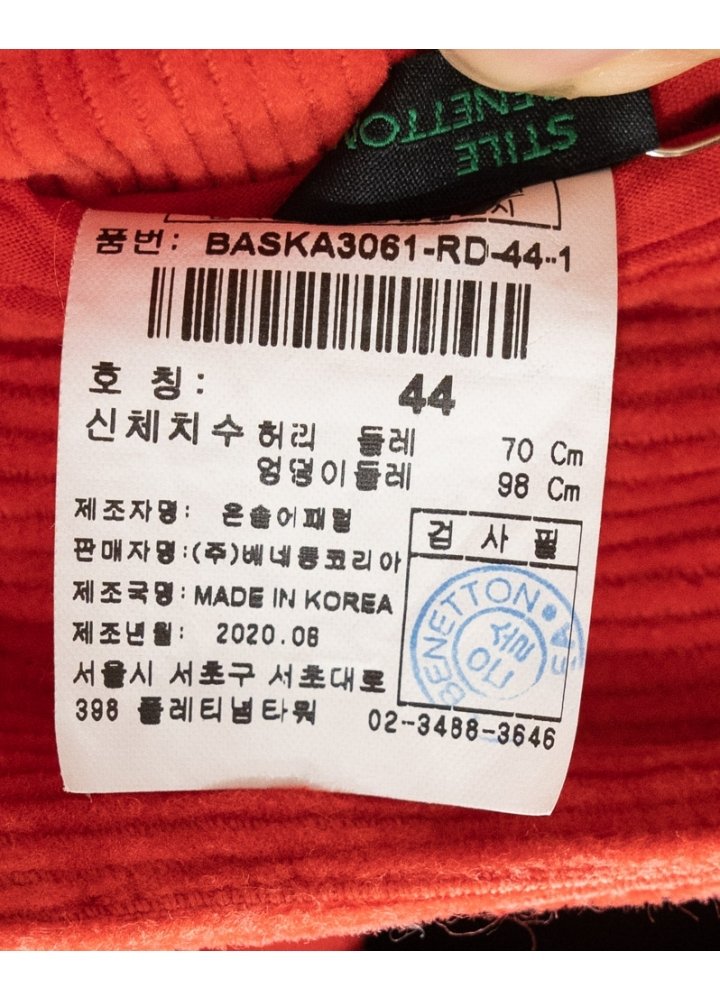 STILE
BENETTON
품번: BASKA3061-RD-44-1
호 칭: 44
신체치수 허리 둘레 70 Cm
엉덩이둘레 98 Cm
제조자명: 온솔어패럴
판매자명:(주)베네통코리아
제조국명: MADE IN KOREA
제조년월: 2020.08
서울시 서초구 서초대로
398 플레티넘타워 02-3488-3646
검 사 필
BENETTON